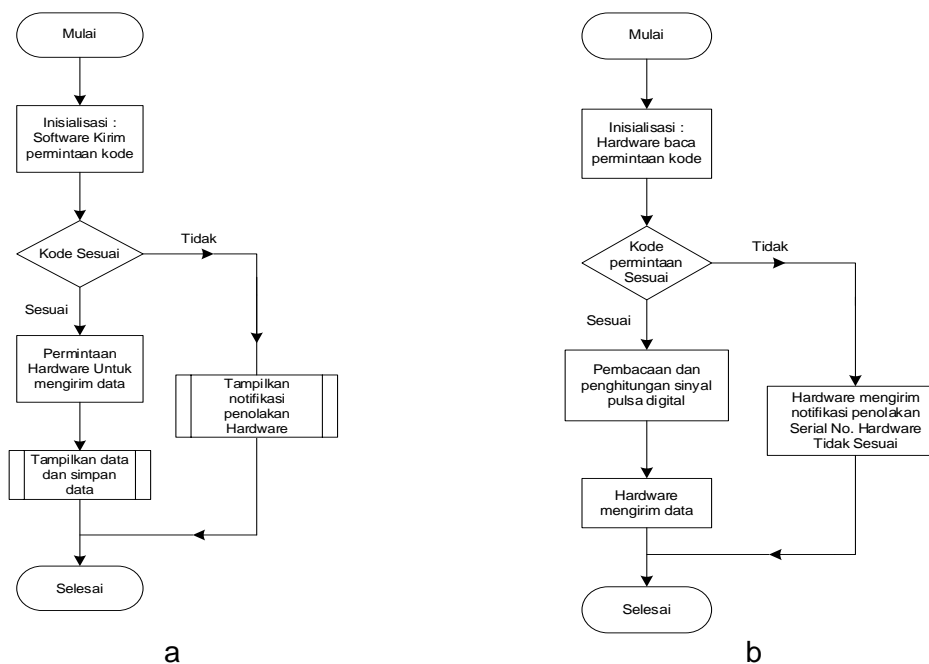 Mulai
Inisialisasi :
Software Kirim
permintaan kode
Kode Sesuai
Tidak
Sesuai
Permintaan
Hardware Untuk
mengirim data
Tampilkan
notifikasi
penolakan
Hardware
Tampilkan data
dan simpan
data
Selesai
a
Mulai
Inisialisasi :
Hardware baca
permintaan kode
Kode
permintaan
Sesuai
Tidak
Sesuai
Pembacaan dan
penghitungan sinyal
pulsa digital
Hardware mengirim
notifikasi penolakan
Serial No. Hardware
Tidak Sesuai
Hardware
mengirim data
Selesai
b